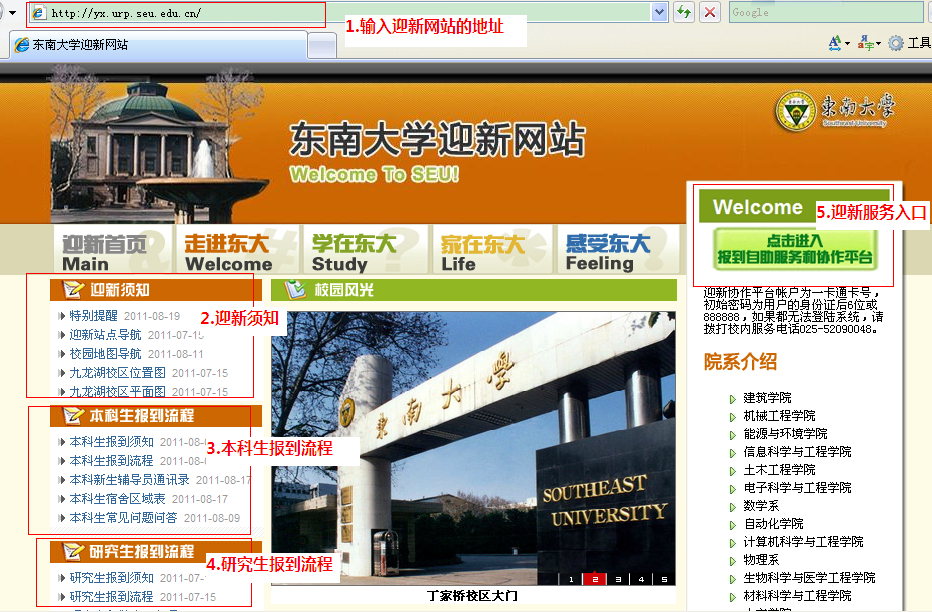 http://yx.urp.seu.edu.cn/
Google
1.输入迎新网站的地址
东南大学迎新网站
工具
东南大学
Southeast University
东南大学迎新网站
Welcome To SEU!
Welcome
5.迎新服务入口
点击进入
报到自助服务和协作平台
迎新首页
Main
走进东大
Welcome
学在东大
Study
家在东大
Life
感受东大
Feeling
迎新须知
特别提醒 2011-08-19
2.迎新须知
迎新站点导航 2011-07-15
校园地图导航 2011-08-11
九龙湖校区位置图 2011-07-15
九龙湖校区平面图 2011-07-15
本科生报到流程
本科生报到须知 2011-08-
3.本科生报到流程
本科生报到流程 2011-08-
本科新生辅导员通讯录 2011-08-17
本科生宿舍区域表 2011-08-17
本科生常见问题问答 2011-08-09
研究生报到流程
4.研究生报到流程
研究生报到须知 2011-07-
研究生报到流程 2011-07-15
校园风光
东南大学
SOUTHEAST
UNIVERSITY
1 2 3 4 5
丁家桥校区大门
迎新协作平台帐户为一卡通卡号，
初始密码为用户的身份证后6位或
888888，如果都无法登陆系统，请
拨打校内服务电话025-52090048。
院系介绍
建筑学院
机械工程学院
能源与环境学院
信息科学与工程学院
土木工程学院
电子科学与工程学院
数学系
自动化学院
计算机科学与工程学院
物理系
生物科学与医学工程学院
材料科学与工程学院